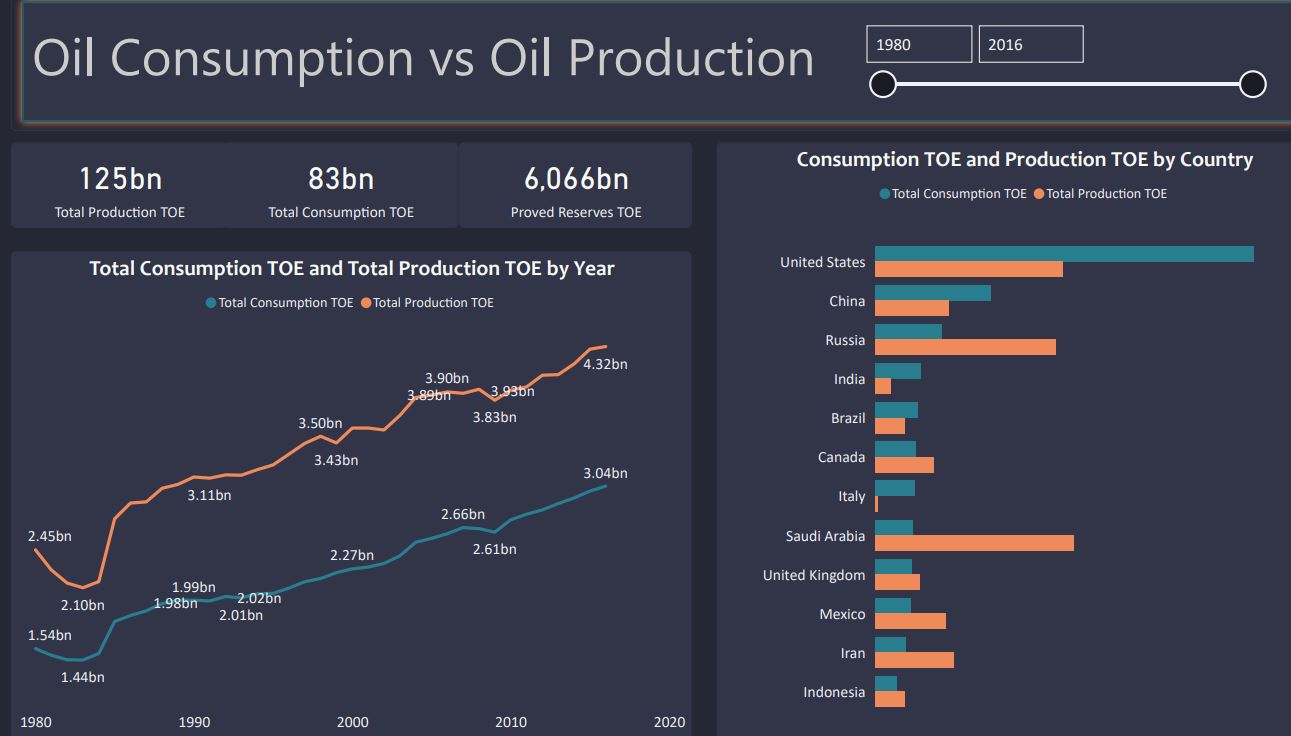 Oil Consumption vs Oil Production
1980
2016
125bn
Total Production TOE
83bn
Total Consumption TOE
6,066bn
Proved Reserves TOE
Total Consumption TOE and Total Production TOE by Year
Total Consumption TOE Total Production TOE
4.32bn
3.90bn
3.89bn
3.93bn
3.83bn
3.50bn
3.43bn
3.11bn
3.04bn
2.45bn
2.66bn
2.61bn
2.27bn
2.10bn
1.99bn
1.98bn
2.02bn
2.01bn
1.54bn
1.44bn
1980 1990 2000 2010 2020
Consumption TOE and Production TOE by Country
Total Consumption TOE Total Production TOE
United States
China
Russia
India
Brazil
Canada
Italy
Saudi Arabia
United Kingdom
Mexico
Iran
Indonesia